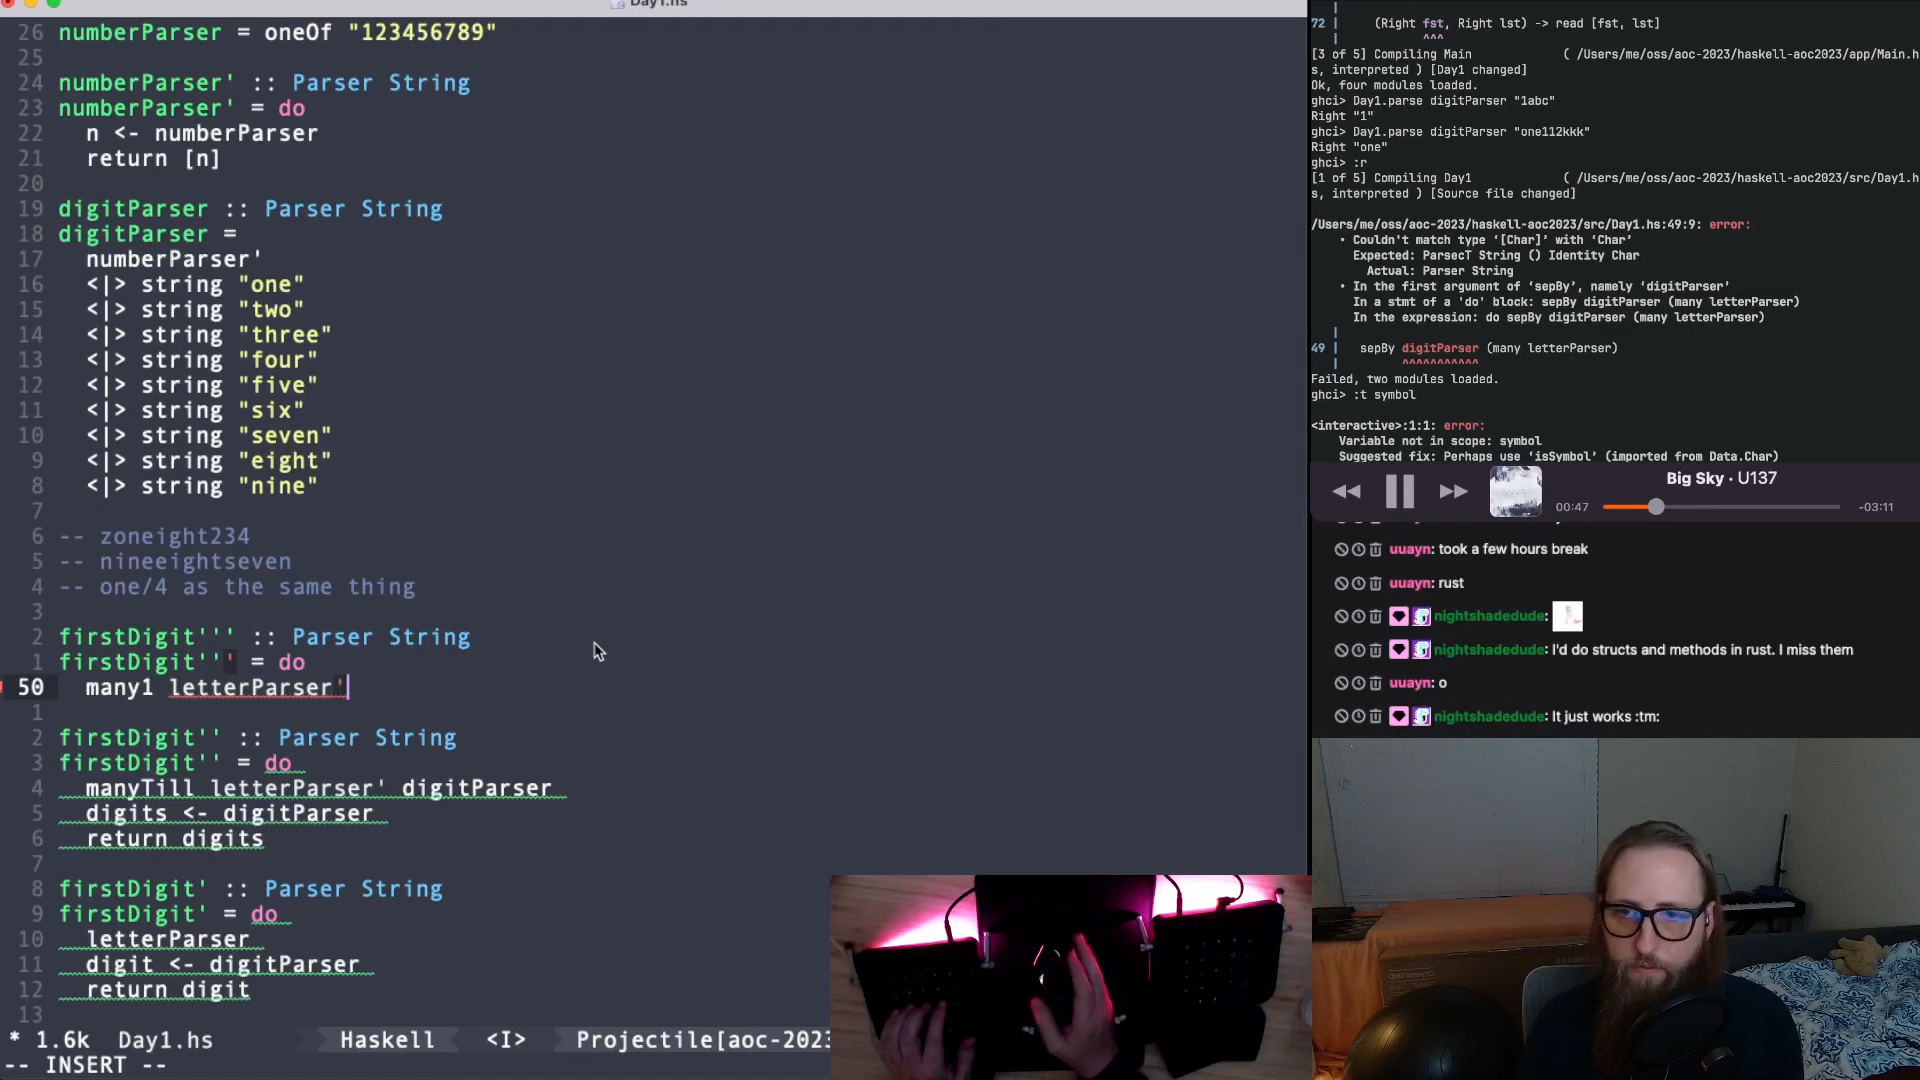 Day1.hs
26 numberParser = oneOf "123456789"
25
24 numberParser' :: Parser String
23 numberParser' = do
22 n <- numberParser
21 return [n]
20
19 digitParser :: Parser String
18 digitParser =
17 numberParser'
16 <|> string "one"
15 <|> string "two"
14 <|> string "three"
13 <|> string "four"
12 <|> string "five"
11 <|> string "six"
10 <|> string "seven"
9 <|> string "eight"
8 <|> string "nine"
7
6 -- zoneight234
5 -- nineeightseven
4 -- one/4 as the same thing
3
2 firstDigit''' :: Parser String
1 firstDigit''' = do
50 many1 letterParser'
1
2 firstDigit'' :: Parser String
3 firstDigit'' = do
4 manyTill letterParser' digitParser
5 digits <- digitParser
6 return digits
7
8 firstDigit' :: Parser String
9 firstDigit' = do
10 letterParser
11 digit <- digitParser
12 return digit
13
* 1.6k Day1.hs Haskell <I> Projectile[aoc-2023
-- INSERT --
|
72 | (Right fst, Right lst) -> read [fst, lst]
| ^^^
[3 of 5] Compiling Main ( /Users/me/oss/aoc-2023/haskell-aoc2023/app/Main.h
s, interpreted ) [Day1 changed]
Ok, four modules loaded.
ghci> Day1.parse digitParser "1abc"
Right "1"
ghci> Day1.parse digitParser "one112kkk"
Right "one"
ghci> :r
[1 of 5] Compiling Day1 ( /Users/me/oss/aoc-2023/haskell-aoc2023/src/Day1.h
s, interpreted ) [Source file changed]
/Users/me/oss/aoc-2023/haskell-aoc2023/src/Day1.hs:49:9: error:
• Couldn't match type ‘[Char]’ with ‘Char’
Expected: ParsecT String () Identity Char
Actual: Parser String
• In the first argument of ‘sepBy’, namely ‘digitParser’
In a stmt of a 'do' block: sepBy digitParser (many letterParser)
In the expression: do sepBy digitParser (many letterParser)
|
49 | sepBy digitParser (many letterParser)
| ^^^^^^^^^^^
Failed, two modules loaded.
ghci> :t symbol
<interactive>:1:1: error:
Variable not in scope: symbol
Suggested fix: Perhaps use ‘isSymbol’ (imported from Data.Char)
Big Sky · U137
00:47 -03:11
uuayn: took a few hours break
uuayn: rust
nightshadedude:
nightshadedude: I'd do structs and methods in rust. I miss them
uuayn: o
nightshadedude: It just works :tm: